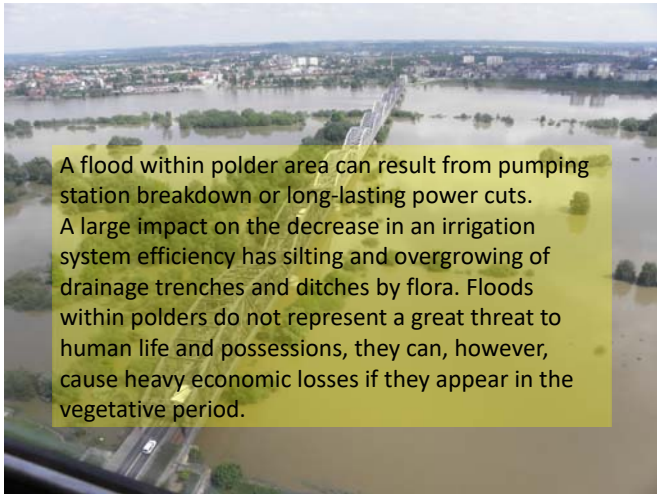 A flood within polder area can result from pumping
station breakdown or long-lasting power cuts.
A large impact on the decrease in an irrigation
system efficiency has silting and overgrowing of
drainage trenches and ditches by flora. Floods
within polders do not represent a great threat to
human life and possessions, they can, however,
cause heavy economic losses if they appear in the
vegetative period.